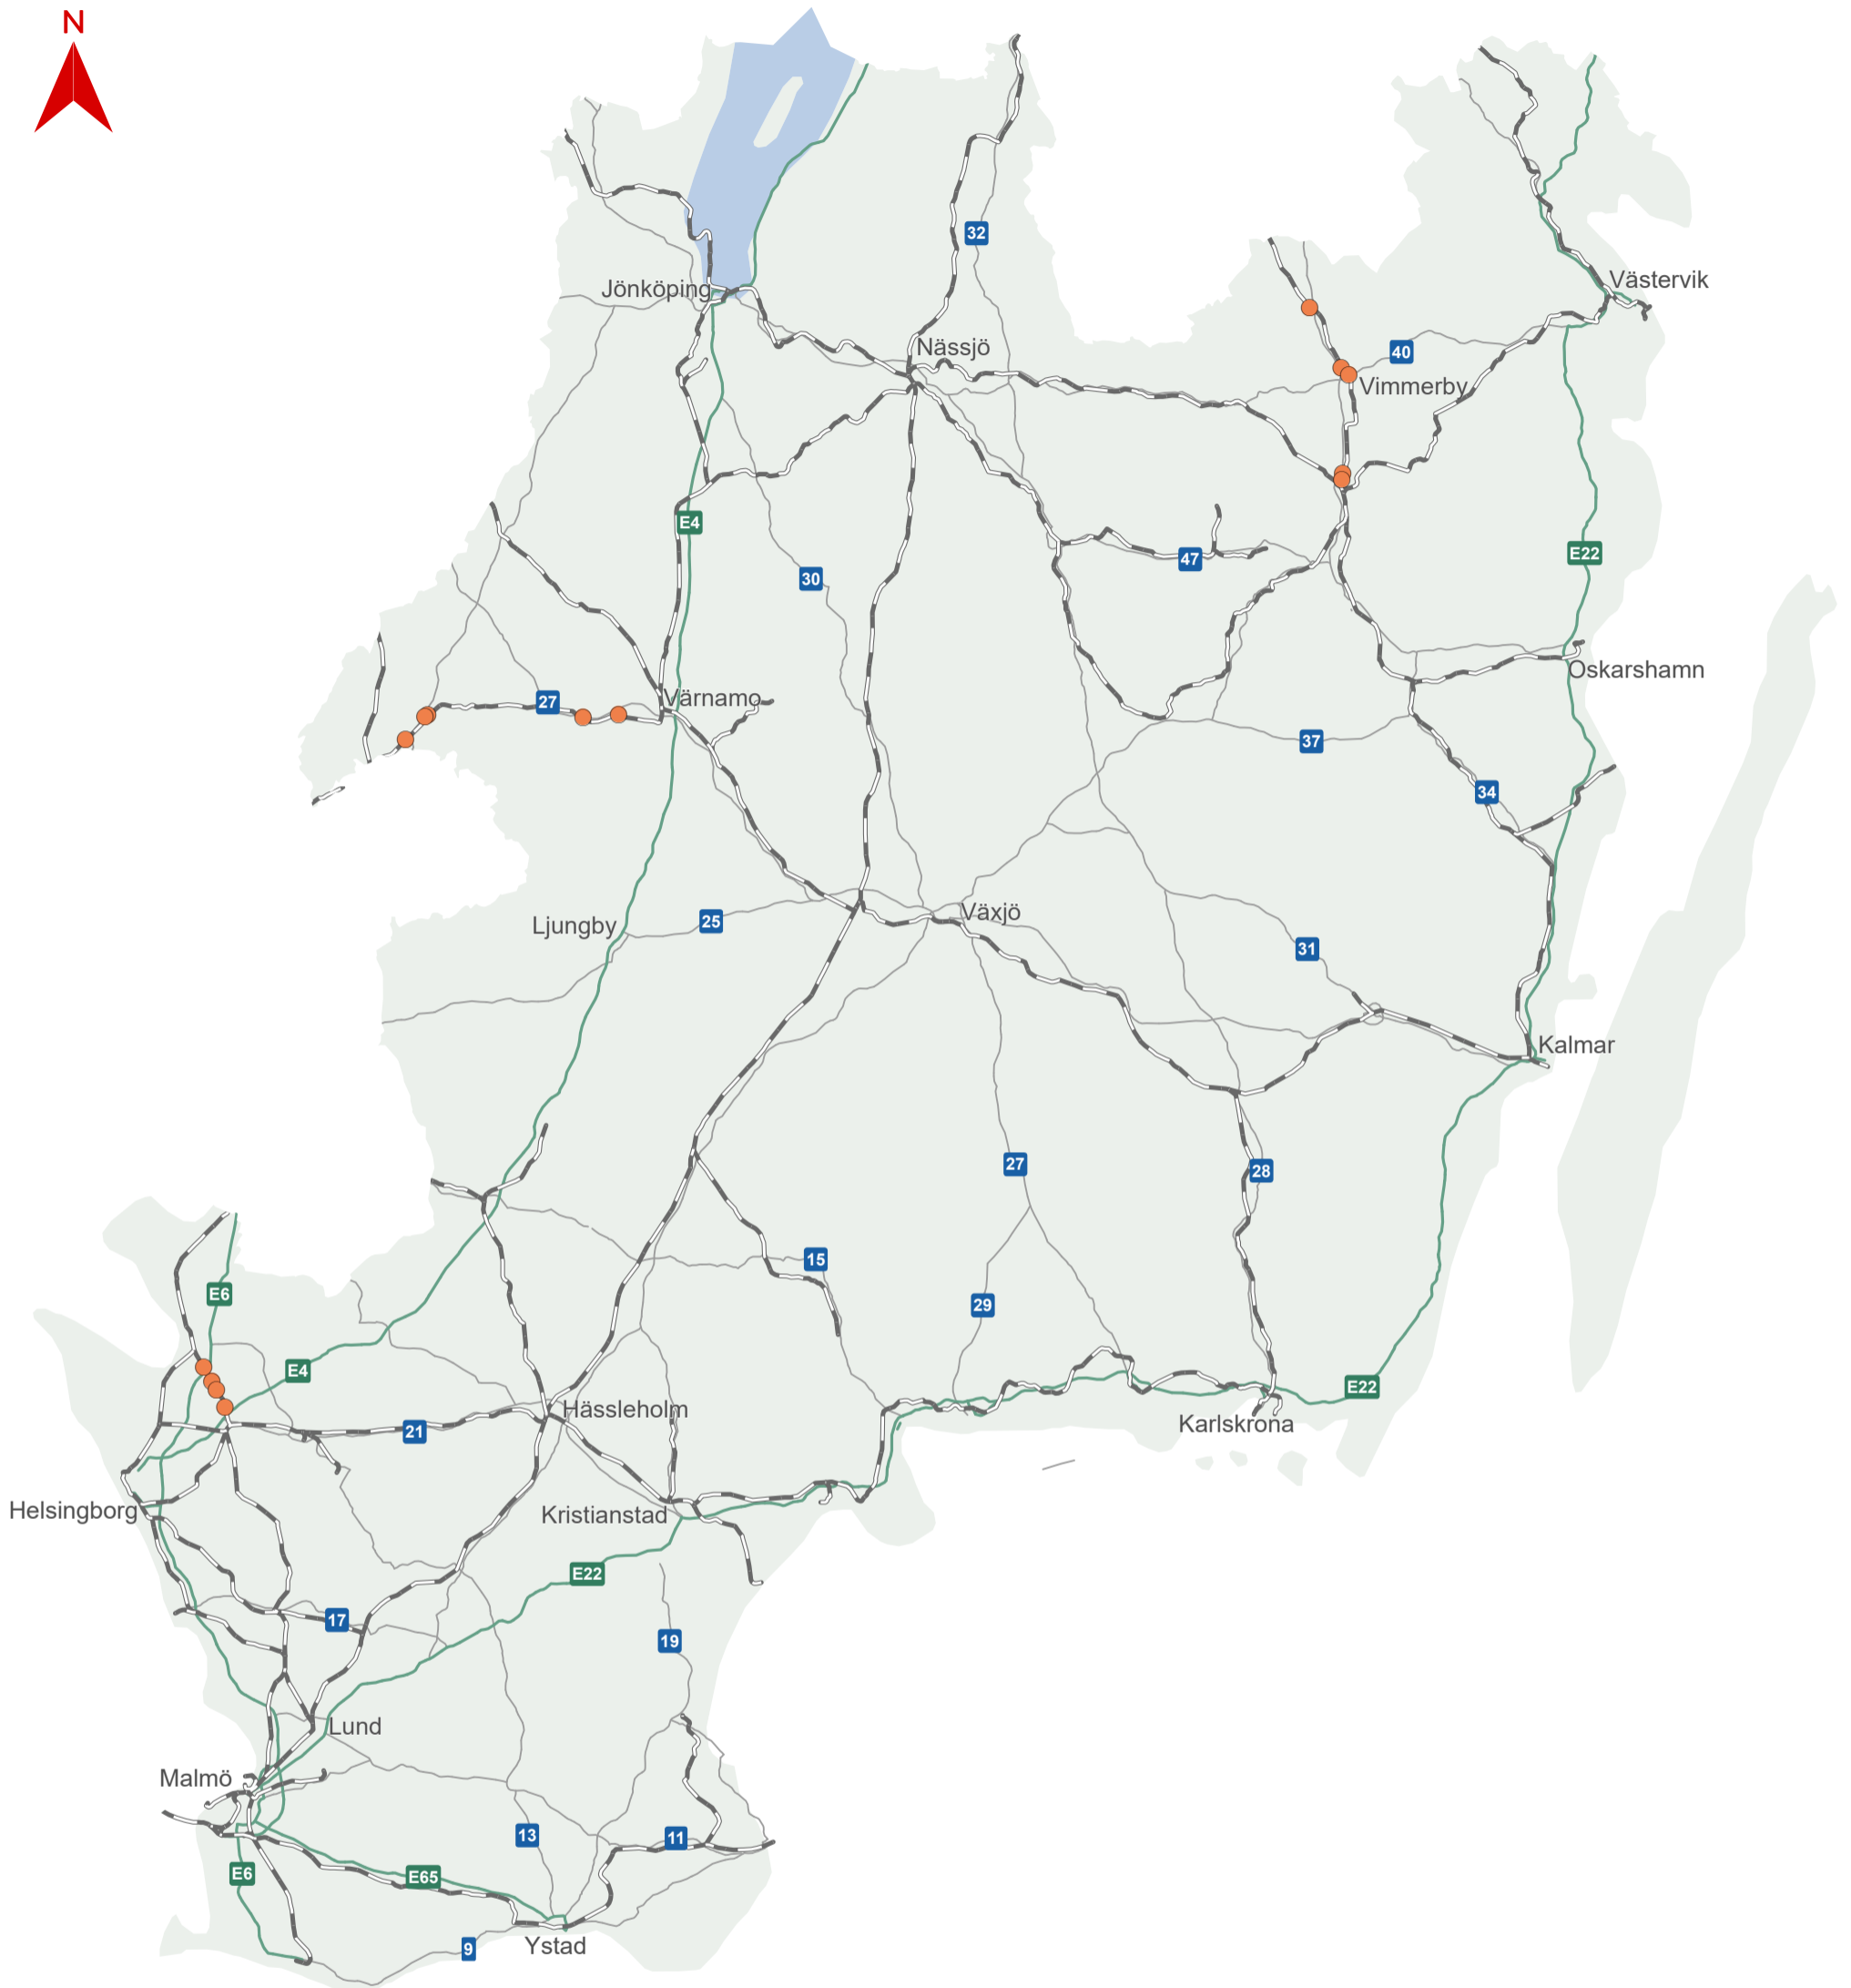 N
32
Västervik
Jönköping
Nässjö
40
Vimmerby
E4
E22
47
30
Oskarshamn
27
Värnamo
37
34
Växjö
Ljungby
25
31
Kalmar
27
28
15
E6
29
E4
E22
Hässleholm
21
Karlskrona
Helsingborg
Kristianstad
E22
17
19
Lund
Malmö
13
11
E6
E65
Ystad
9